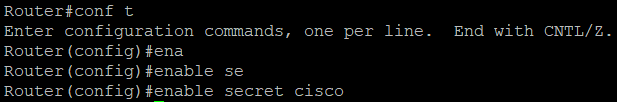 Router#conf t
Enter configuration commands, one per line.  End with CNTL/Z.
Router(config)#ena
Router(config)#enable se
Router(config)#enable secret cisco